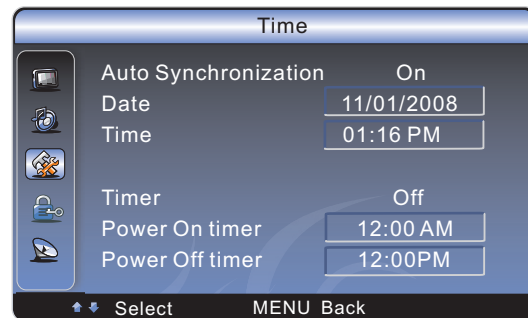 Time
Auto Synchronization On
Date 11/01/2008
Time 01:16 PM
Timer Off
Power On timer 12:00 AM
Power Off timer 12:00PM
Select MENU Back